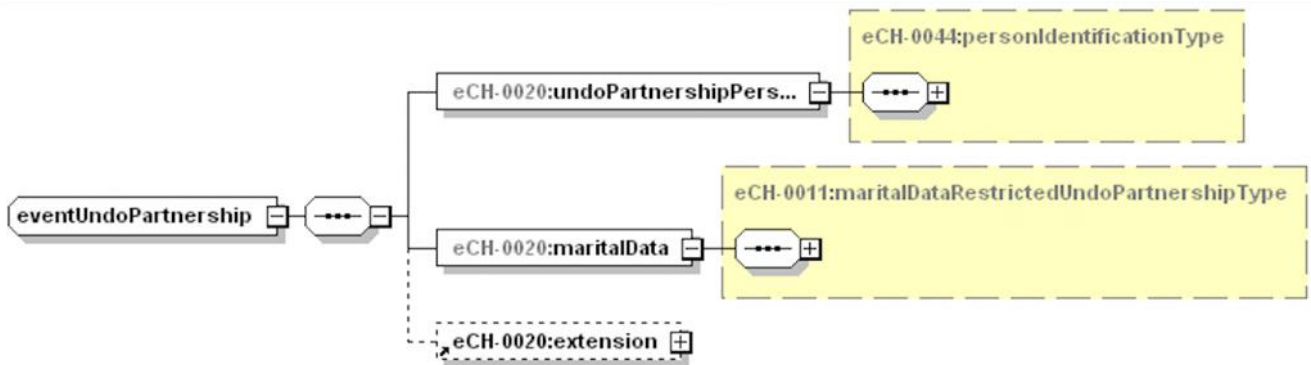 eCH-0044:personIdentificationType
eCH-0020:undoPartnershipPers...
eCH-0011:maritalDataRestrictedUndoPartnershipType
eventUndoPartnership
eCH-0020:maritalData
eCH-0020:extension